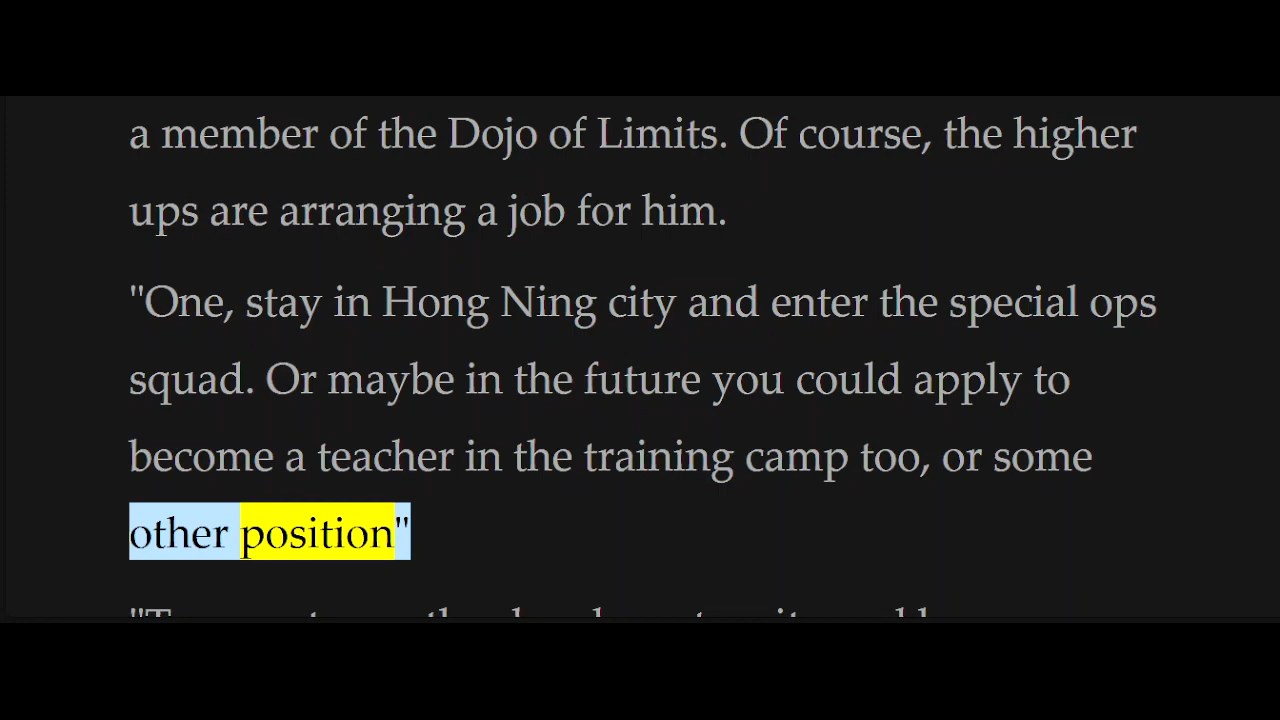 a member of the Dojo of Limits. Of course, the higher
ups are arranging a job for him.
"One, stay in Hong Ning city and enter the special ops
squad. Or maybe in the future you could apply to
become a teacher in the training camp too, or some
other position"